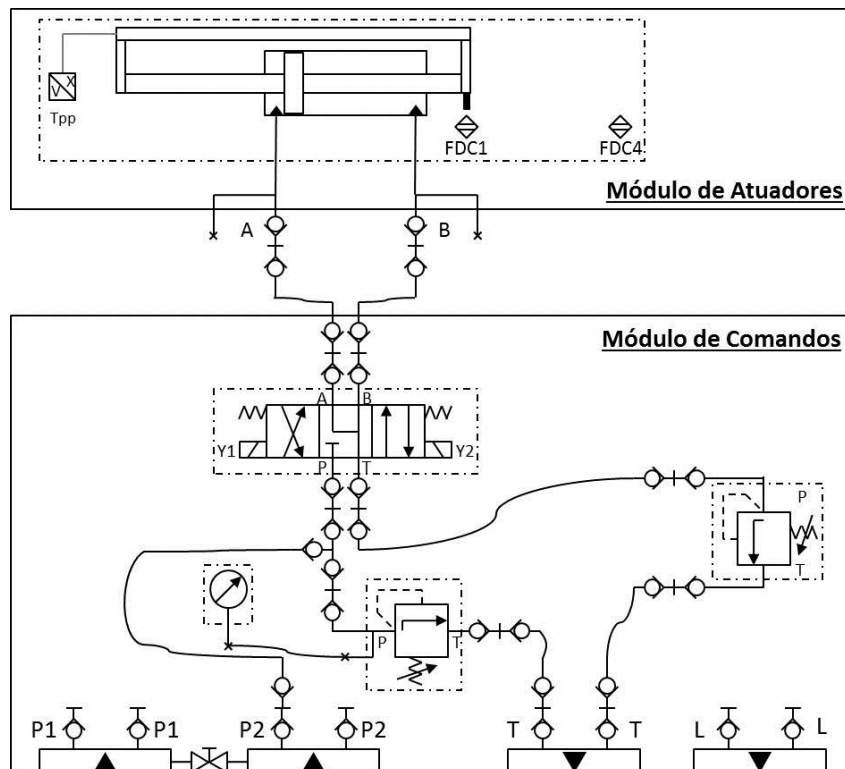 V X
Tpp
FDC1 FDC4
Módulo de Atuadores
A B
Módulo de Comandos
A B
Y1 Y2
P T
P
T
P T
P1 P1 P2 P2 T T L L